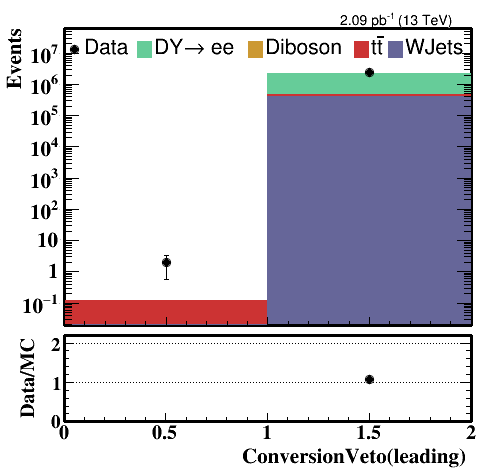 2.09 pb⁻¹ (13 TeV)
Events
Data DY→ ee Diboson tt̄ WJets
10⁷
10⁶
10⁵
10⁴
10³
10²
10
1
10⁻¹
Data/MC
2
1
0
0 0.5 1 1.5 2
ConversionVeto(leading)